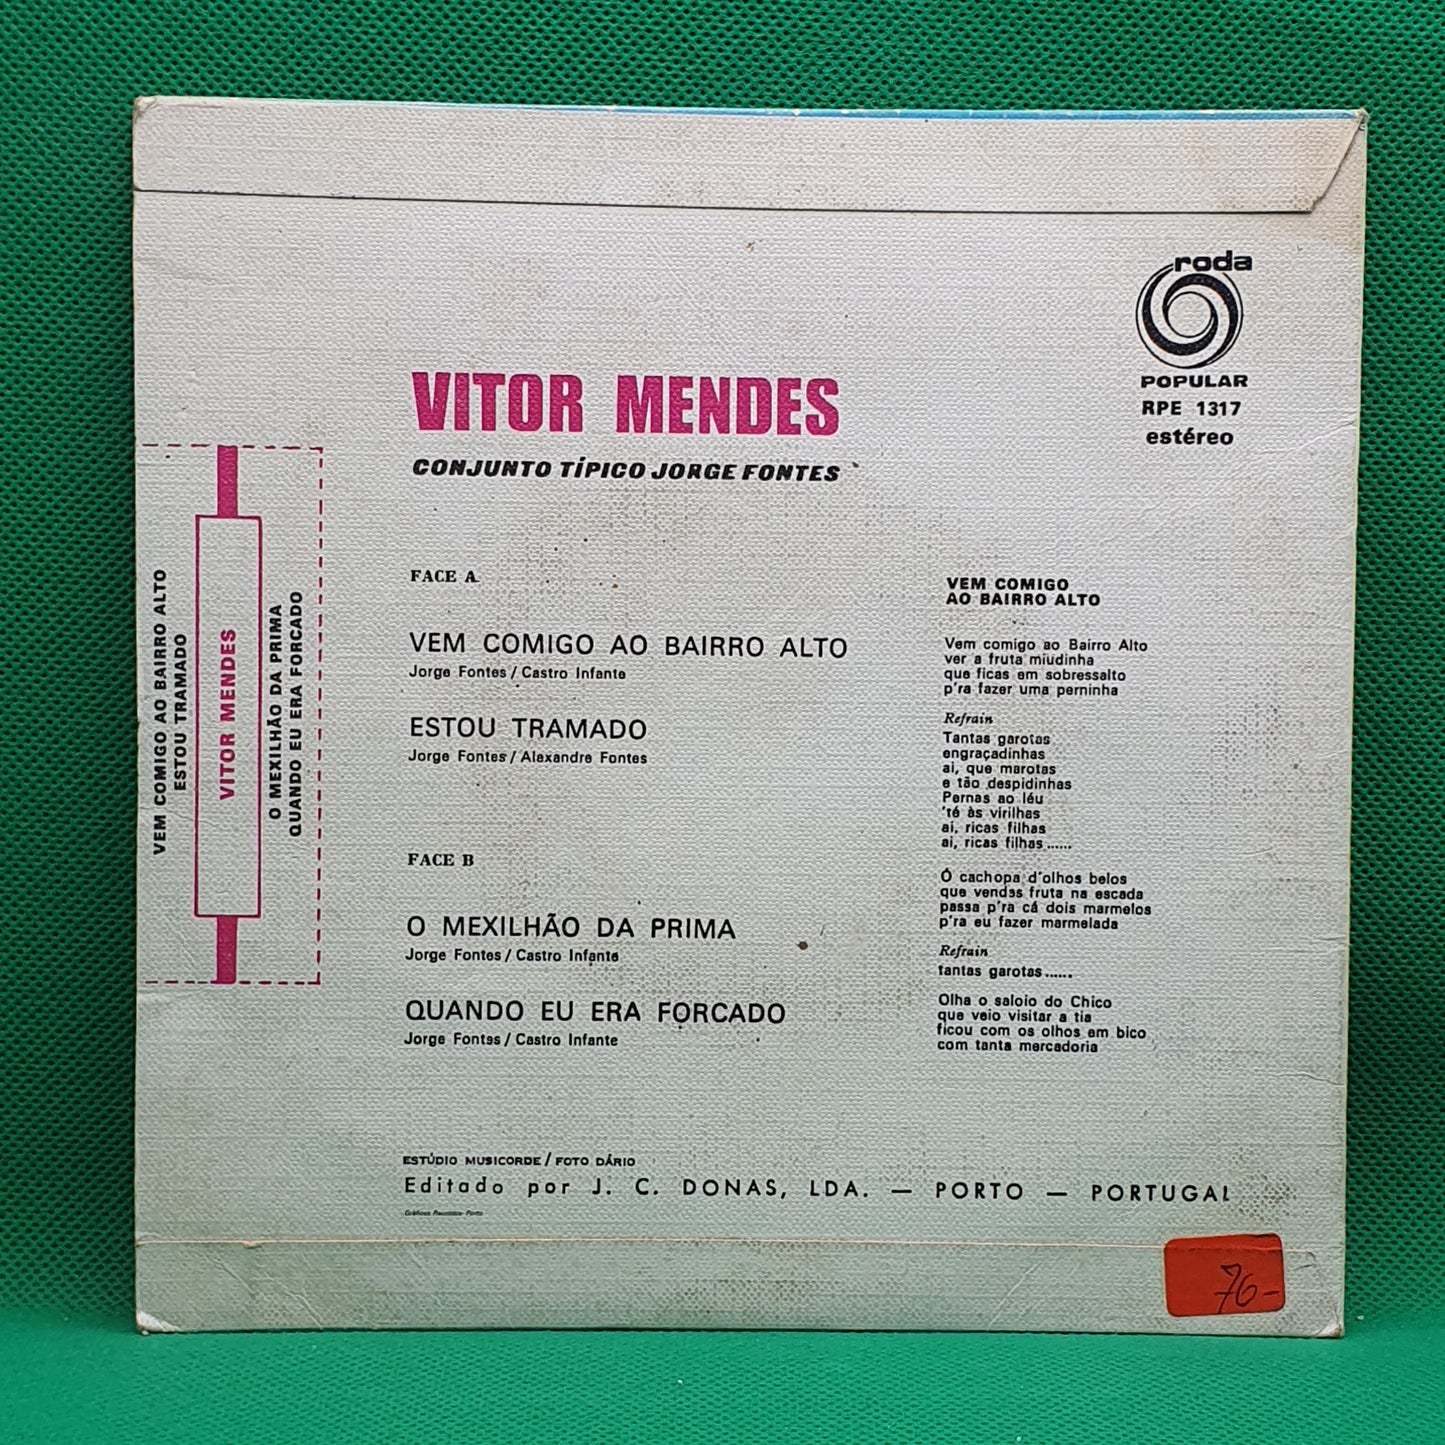 roda
POPULAR
RPE 1317
estéreo
VITOR MENDES
CONJUNTO TÍPICO JORGE FONTES
VEM COMIGO AO BAIRRO ALTO
ESTOU TRAMADO
VITOR MENDES
O MEXILHÃO DA PRIMA
QUANDO EU ERA FORCADO
FACE A
VEM COMIGO AO BAIRRO ALTO
Jorge Fontes / Castro Infante
ESTOU TRAMADO
Jorge Fontes / Alexandre Fontes
FACE B
O MEXILHÃO DA PRIMA
Jorge Fontes / Castro Infante
QUANDO EU ERA FORCADO
Jorge Fontes / Castro Infante
VEM COMIGO
AO BAIRRO ALTO
Vem comigo ao Bairro Alto
ver a fruta miudinha
que ficas em sobressalto
p'ra fazer uma perninha
Refrain
Tantas garotas
engraçadinhas
ai, que marotas
e tão despidinhas
Pernas ao léu
'té às virilhas
ai, ricas filhas
ai, ricas filhas......
Ó cachopa d'olhos belos
que vendas fruta na escada
passa p'ra cá dois marmelos
p'ra eu fazer marmelada
Refrain
tantas garotas......
Olha o saloio do Chico
que veio visitar a tia
ficou com os olhos em bico
com tanta mercadoria
ESTÚDIO MUSICORDE / FOTO DÁRIO
Editado por J. C. DONAS, LDA. — PORTO — PORTUGAL
Gráficos Reunidos - Porto
76-